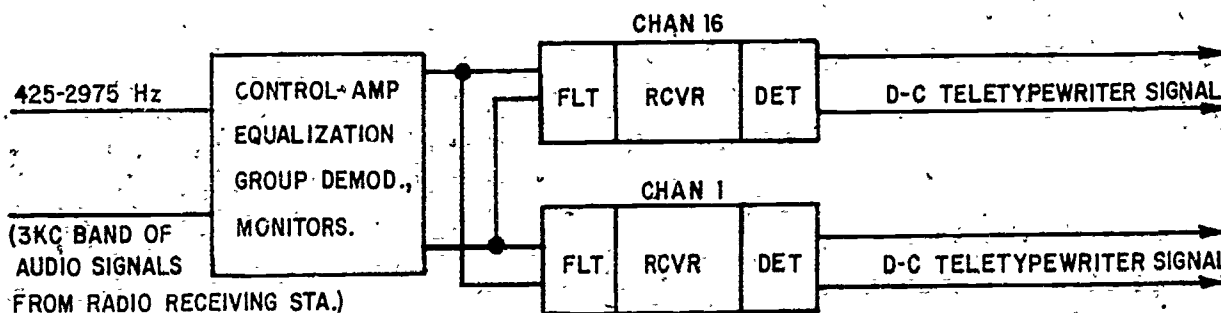 CHAN 16
425-2975 Hz
CONTROL-AMP
EQUALIZATION
GROUP DEMOD.,
MONITORS.
FLT
RCVR
DET
D-C TELETYPEWRITER SIGNAL
(3KC BAND OF
AUDIO SIGNALS
FROM RADIO RECEIVING STA.)
CHAN 1
FLT
RCVR
DET
D-C TELETYPEWRITER SIGNAL